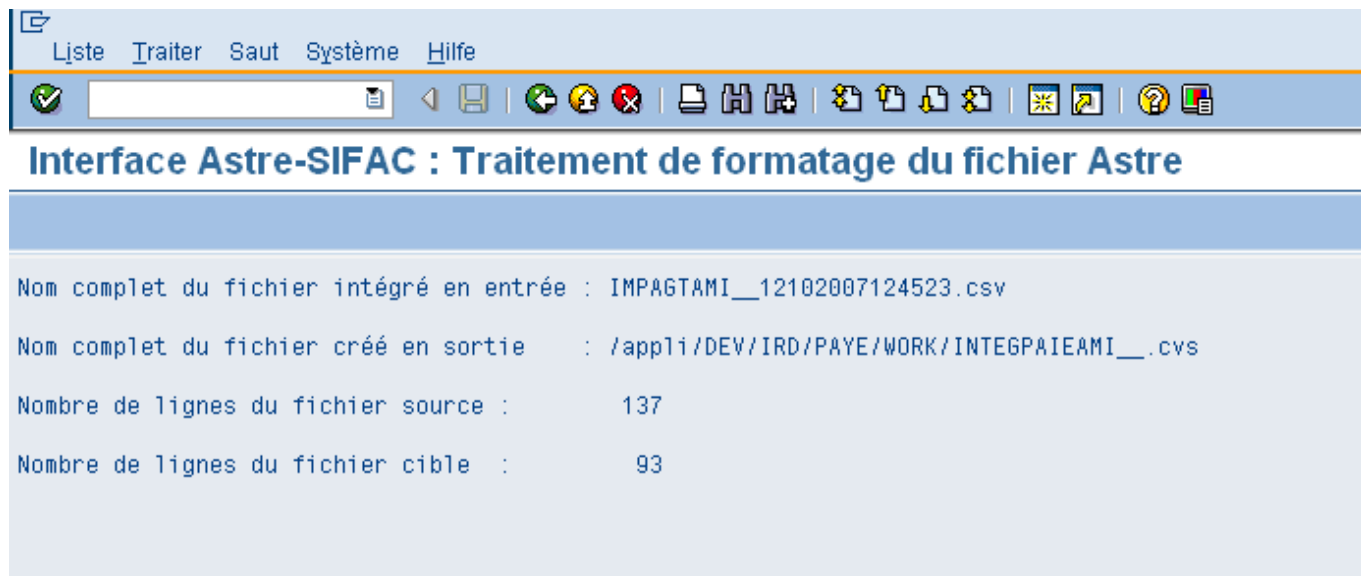 Liste Traiter Saut Système Hilfe
Interface Astre-SIFAC : Traitement de formatage du fichier Astre
Nom complet du fichier intégré en entrée : IMPAGTAMI__12102007124523.csv
Nom complet du fichier créé en sortie : /appli/DEV/IRD/PAYE/WORK/INTEGPAIEAMI__.cvs
Nombre de lignes du fichier source : 137
Nombre de lignes du fichier cible : 93